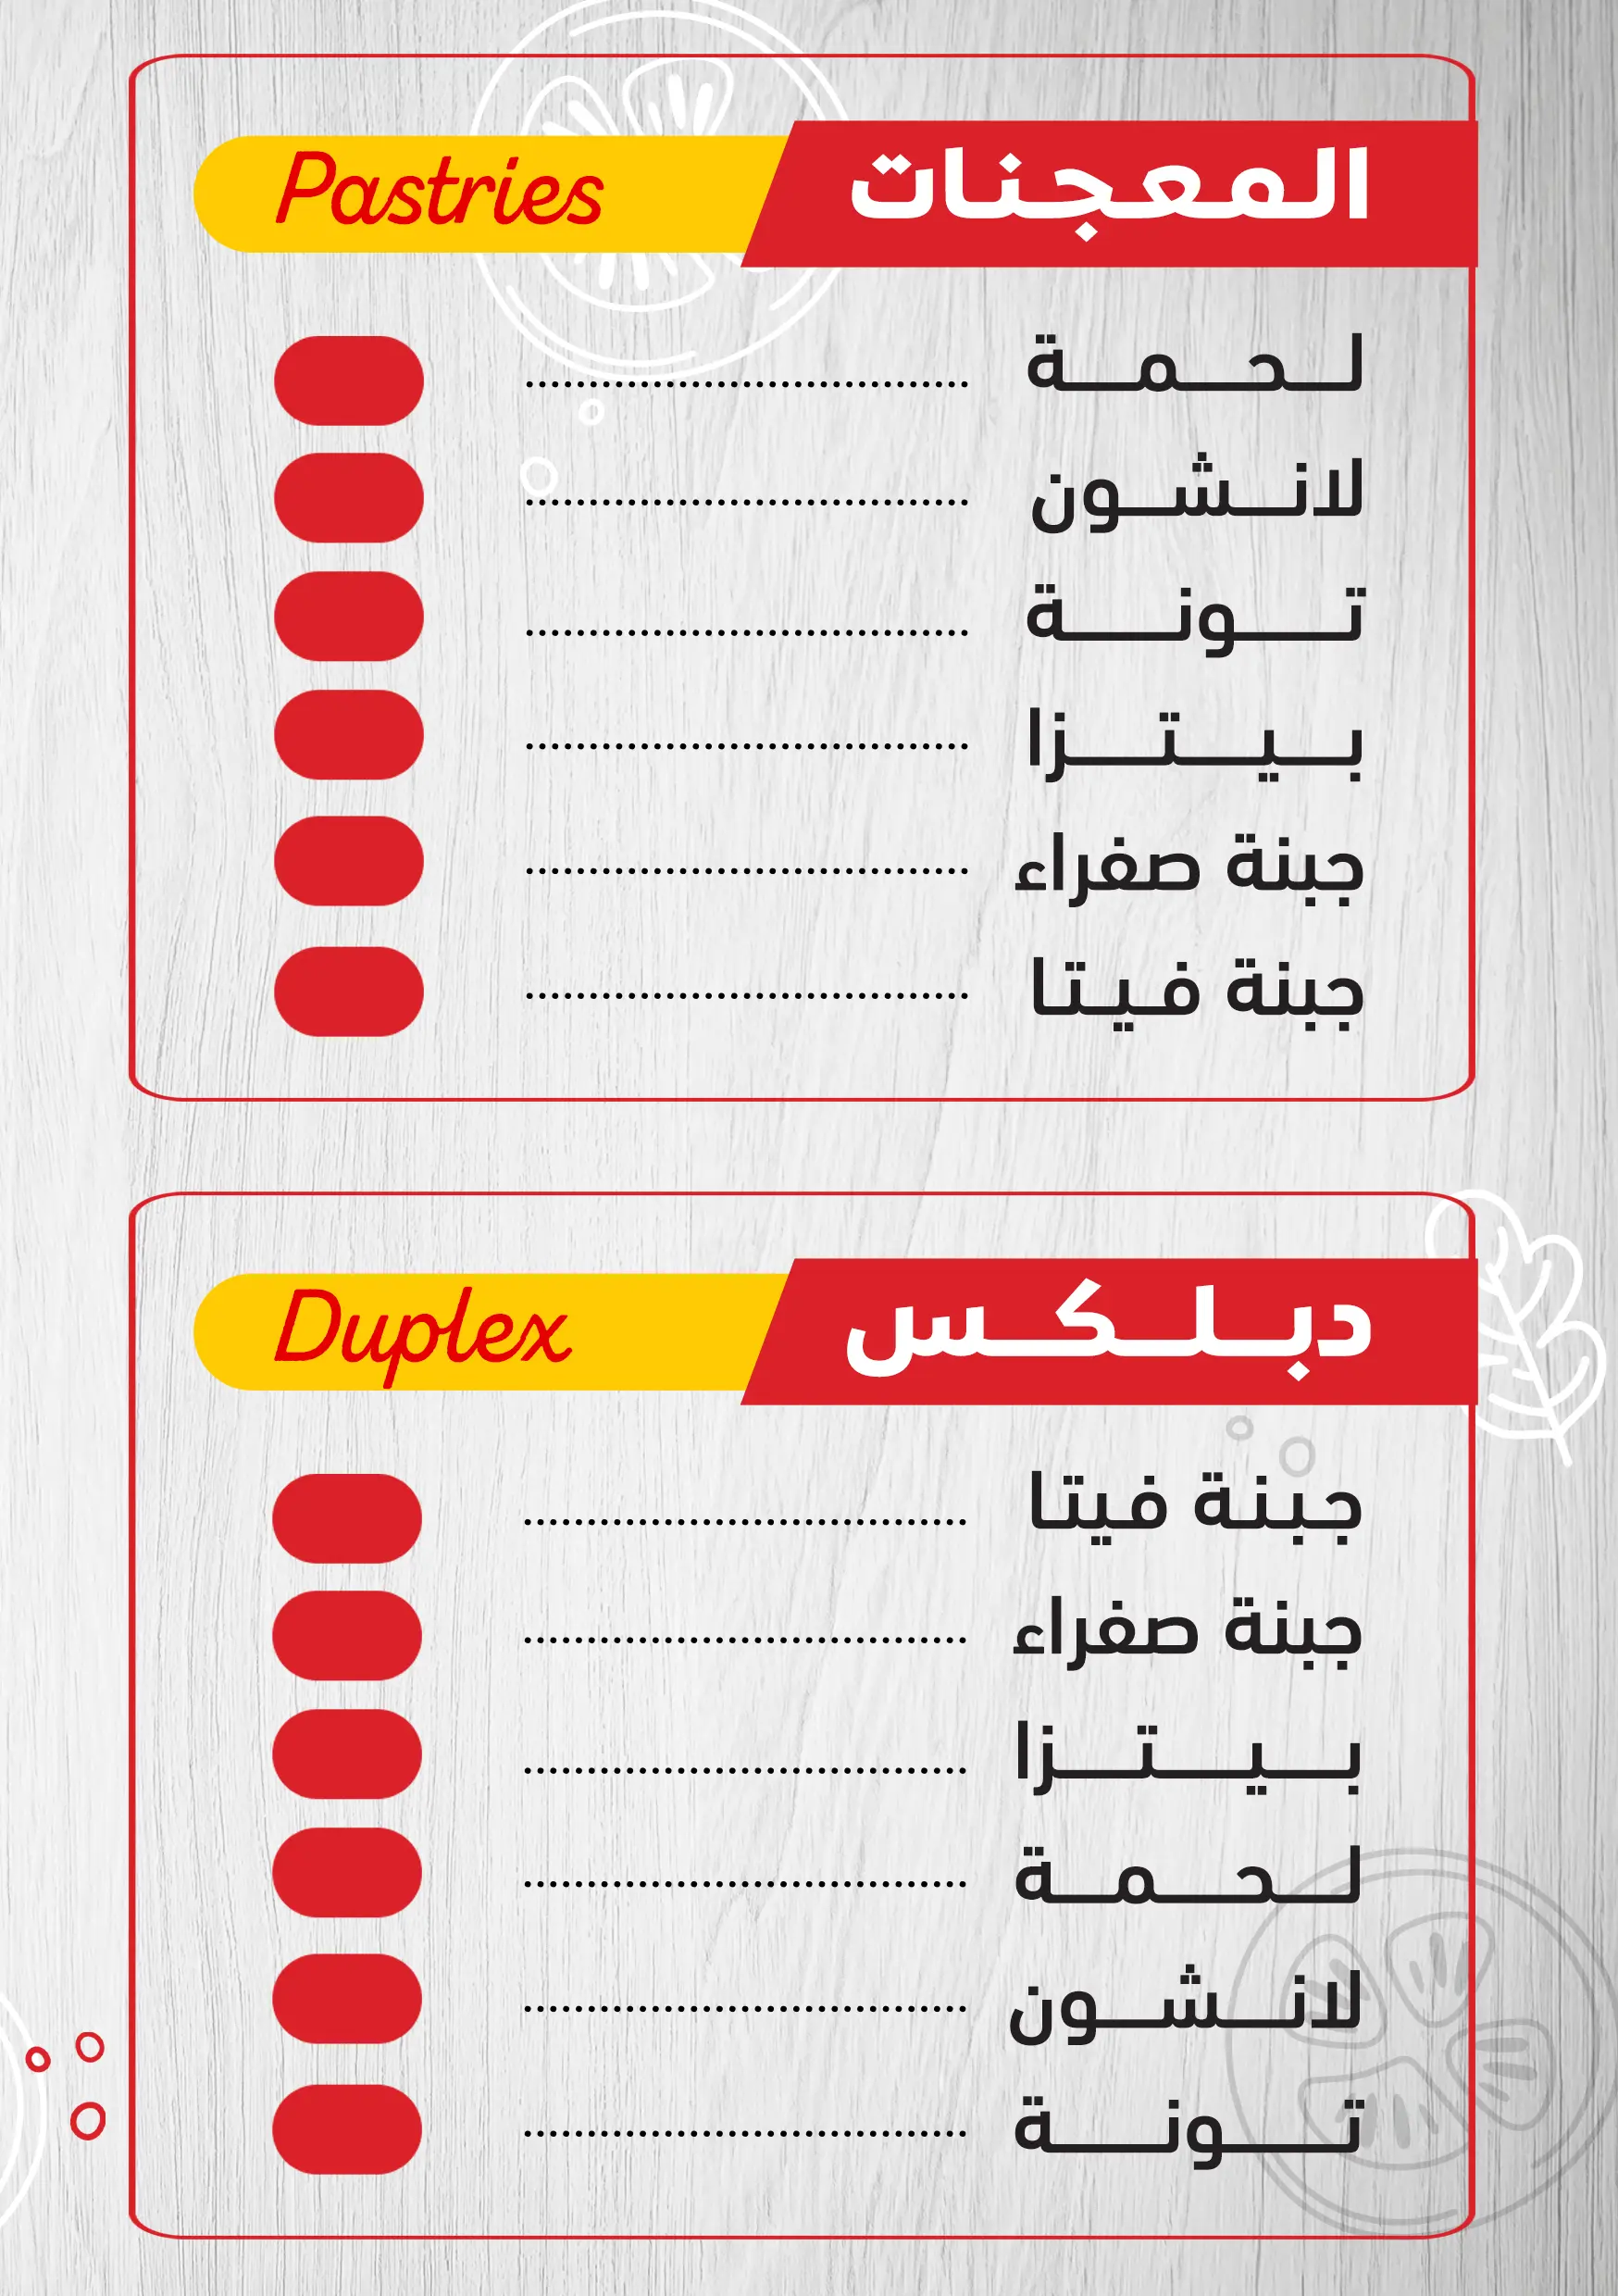 المعجنات Pastries
لحمة
لانشون
تونة
بيتزا
جبنة صفراء
جبنة فيتا
دبلكس Duplex
جبنة فيتا
جبنة صفراء
بيتزا
لحمة
لانشون
تونة